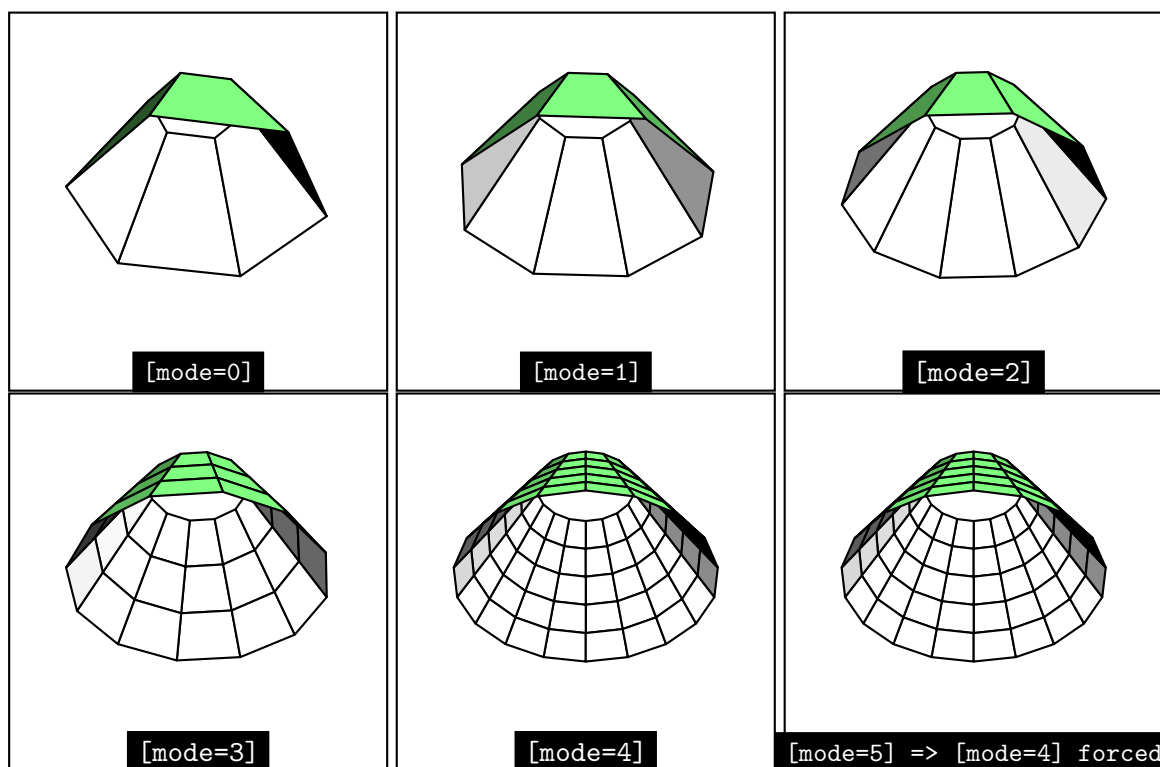 [mode=0]
[mode=1]
[mode=2]
[mode=3]
[mode=4]
[mode=5] => [mode=4] forced